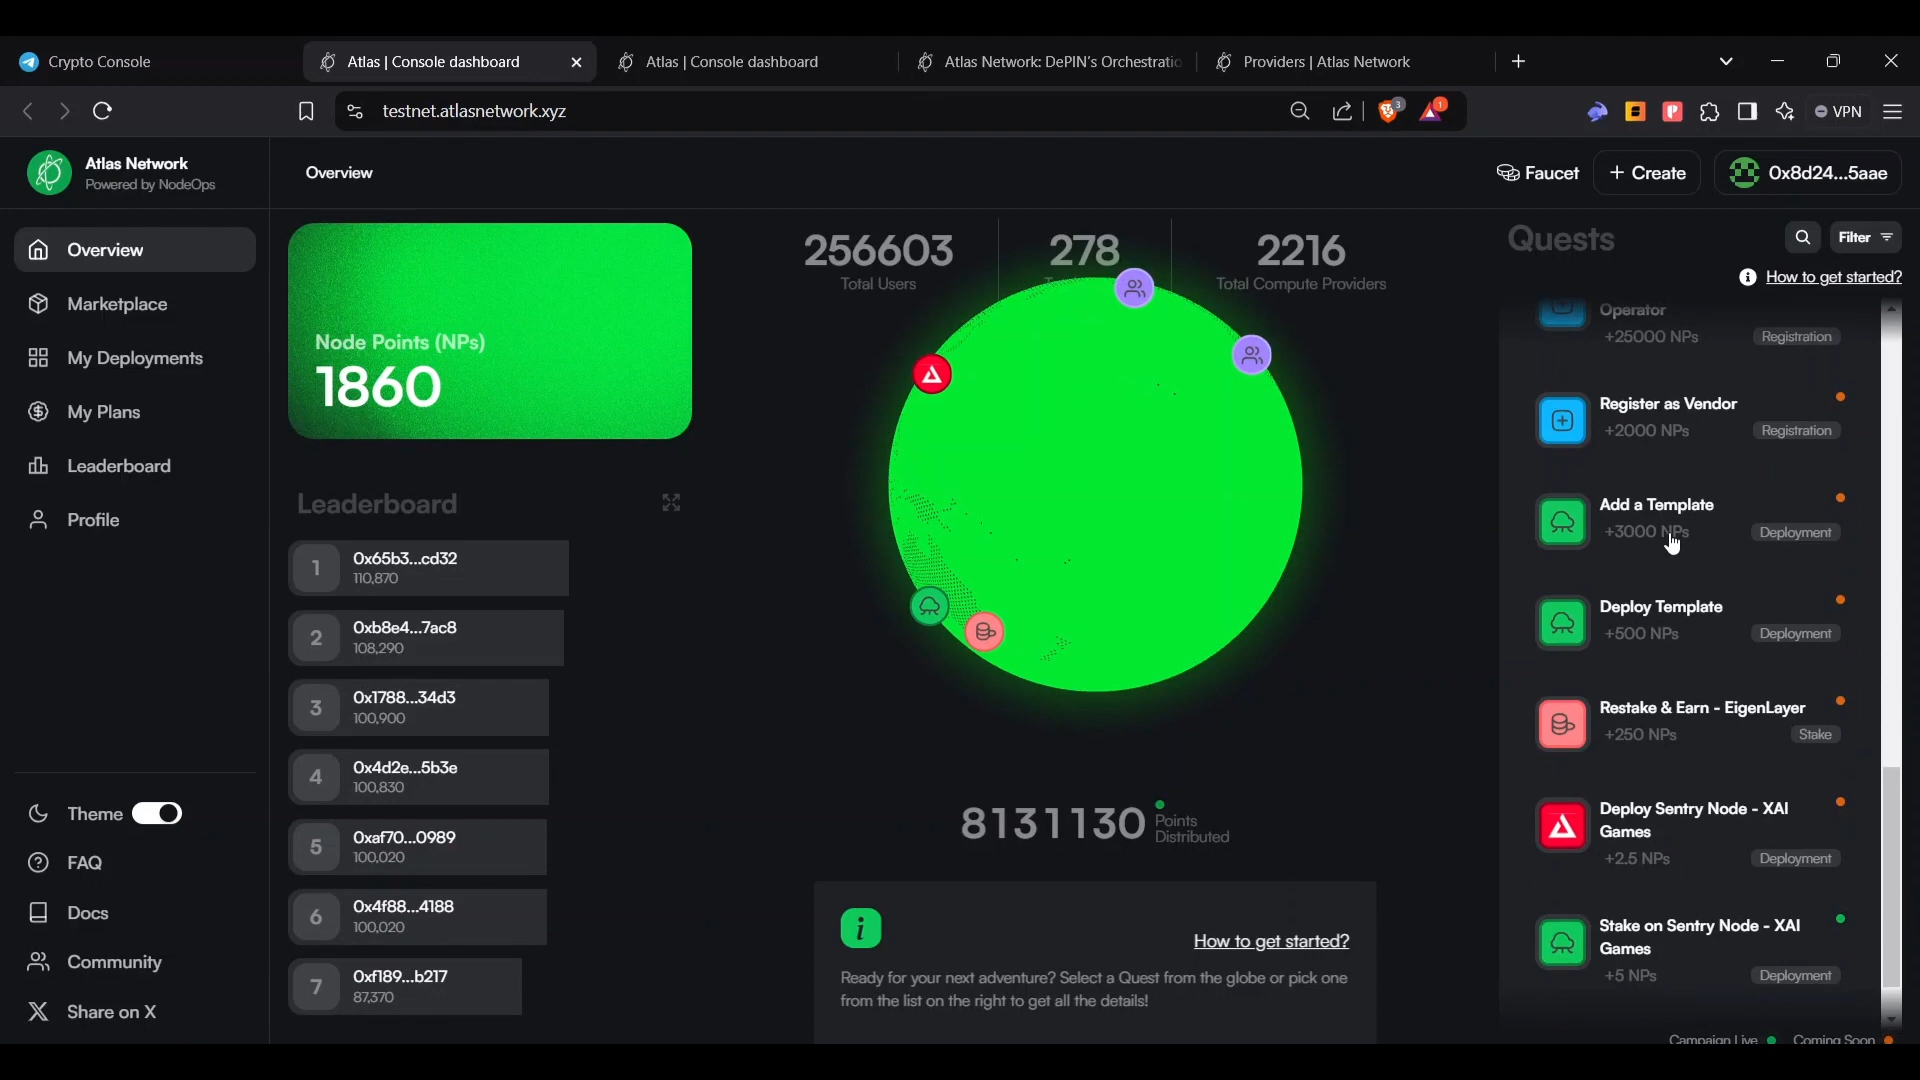 Crypto Console
Atlas | Console dashboard
Atlas | Console dashboard
Atlas Network: DePIN's Orchestratio
Providers | Atlas Network
testnet.atlasnetwork.xyz
3
1
VPN
Atlas Network
Powered by NodeOps
Overview
Faucet
+ Create
0x8d24...5aae
Overview
Marketplace
My Deployments
My Plans
Leaderboard
Profile
Theme
FAQ
Docs
Community
Share on X
Node Points (NPs)
1860
Leaderboard
1
0x65b3...cd32
110,870
2
0xb8e4...7ac8
108,290
3
0x1788...34d3
100,900
4
0x4d2e...5b3e
100,830
5
0xaf70...0989
100,020
6
0x4f88...4188
100,020
7
0xf189...b217
87,370
256603
Total Users
278
2216
Total Compute Providers
8131130
Points
Distributed
i
How to get started?
Ready for your next adventure? Select a Quest from the globe or pick one
from the list on the right to get all the details!
Quests
Filter
How to get started?
Operator
+25000 NPs
Registration
Register as Vendor
+2000 NPs
Registration
Add a Template
+3000 NPs
Deployment
Deploy Template
+500 NPs
Deployment
Restake & Earn - EigenLayer
+250 NPs
Stake
Deploy Sentry Node - XAI
Games
+2.5 NPs
Deployment
Stake on Sentry Node - XAI
Games
+5 NPs
Deployment
Campaign Live
Coming Soon